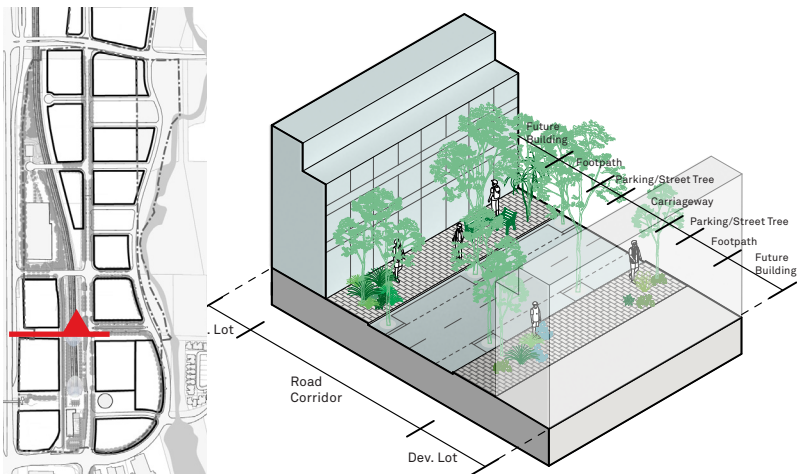 Future
Building
Footpath
Parking/Street Tree
Carriageway
Parking/Street Tree
Footpath
Future
Building
. Lot
Road
Corridor
Dev. Lot